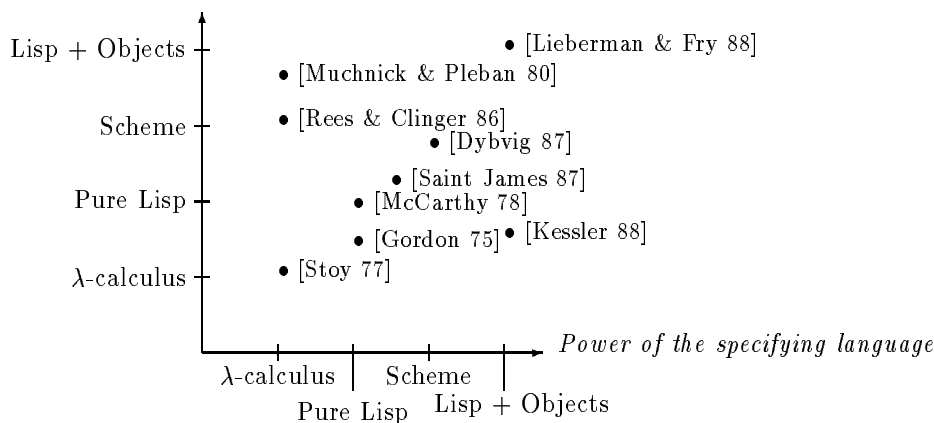 Lisp + Objects
[Lieberman & Fry 88]
[Muchnick & Pleban 80]
Scheme
[Rees & Clinger 86]
[Dybvig 87]
[Saint James 87]
Pure Lisp
[McCarthy 78]
[Gordon 75]
[Kessler 88]
λ-calculus
[Stoy 77]
Power of the specifying language
λ-calculus
Scheme
Pure Lisp
Lisp + Objects